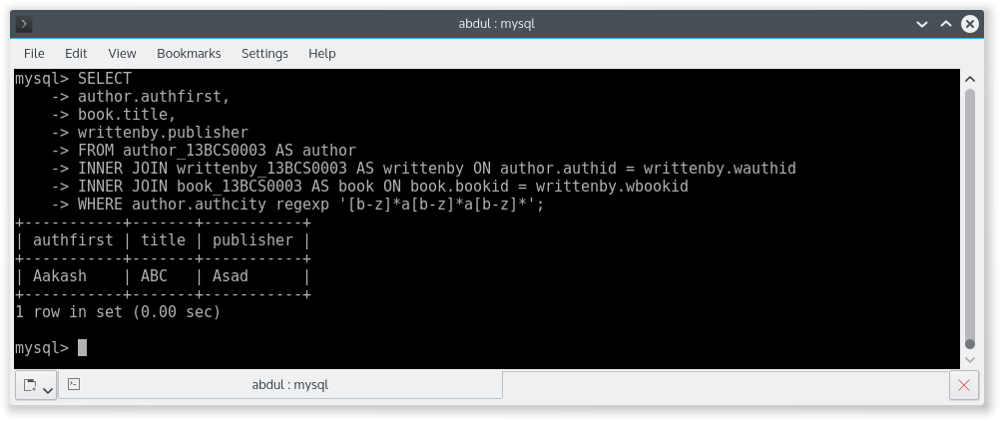 abdul : mysql
File Edit View Bookmarks Settings Help
mysql> SELECT
    -> author.authfirst,
    -> book.title,
    -> writtenby.publisher
    -> FROM author_13BCS0003 AS author
    -> INNER JOIN writtenby_13BCS0003 AS writtenby ON author.authid = writtenby.wauthid
    -> INNER JOIN book_13BCS0003 AS book ON book.bookid = writtenby.wbookid
    -> WHERE author.authcity regexp '[b-z]*a[b-z]*a[b-z]*';
+-----------+-------+-----------+
| authfirst | title | publisher |
+-----------+-------+-----------+
| Aakash    | ABC   | Asad      |
+-----------+-------+-----------+
1 row in set (0.00 sec)
mysql>
abdul : mysql